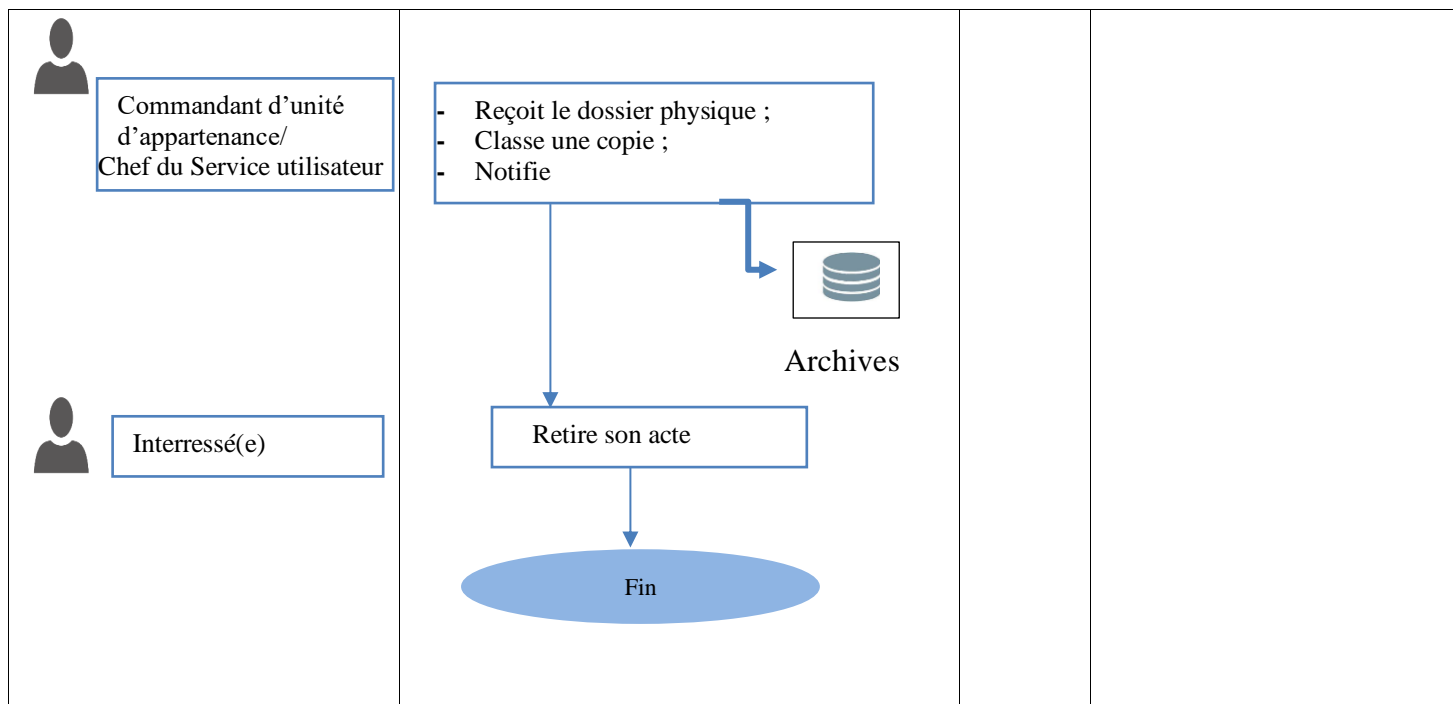 Commandant d’unité
d’appartenance/
Chef du Service utilisateur
- Reçoit le dossier physique ;
- Classe une copie ;
- Notifie
Archives
Interressé(e)
Retire son acte
Fin